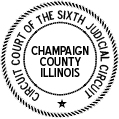 CIRCUIT COURT OF THE SIXTH JUDICIAL CIRCUIT
CHAMPAIGN
COUNTY
ILLINOIS